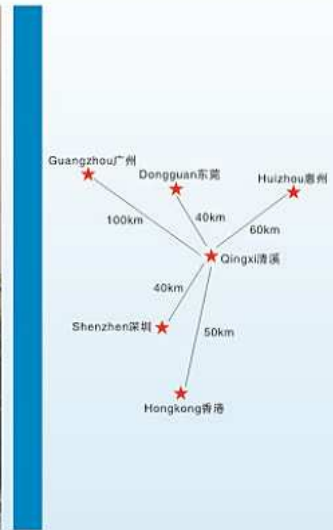 Guangzhou广州
Dongguan东莞
Huizhou惠州
100km
40km
60km
Qingxi清溪
40km
Shenzhen深圳
50km
Hongkong香港